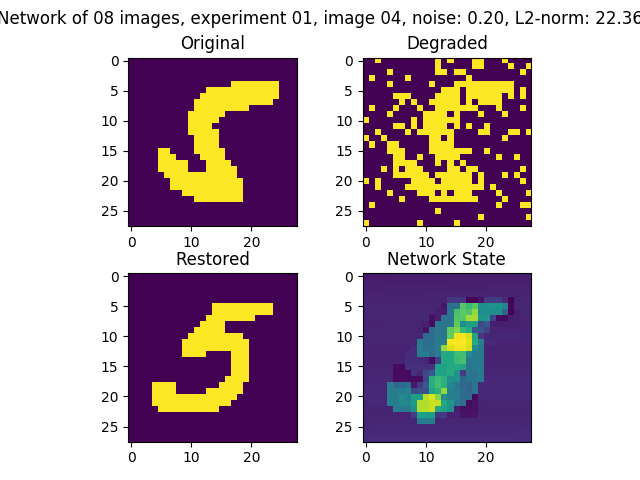 Network of 08 images, experiment 01, image 04, noise: 0.20, L2-norm: 22.36
Original Degraded
0 0
5 5
10 10
15 15
20 20
25 25
0 10 20 0 10 20
Restored Network State
0 0
5 5
10 10
15 15
20 20
25 25
0 10 20 0 10 20